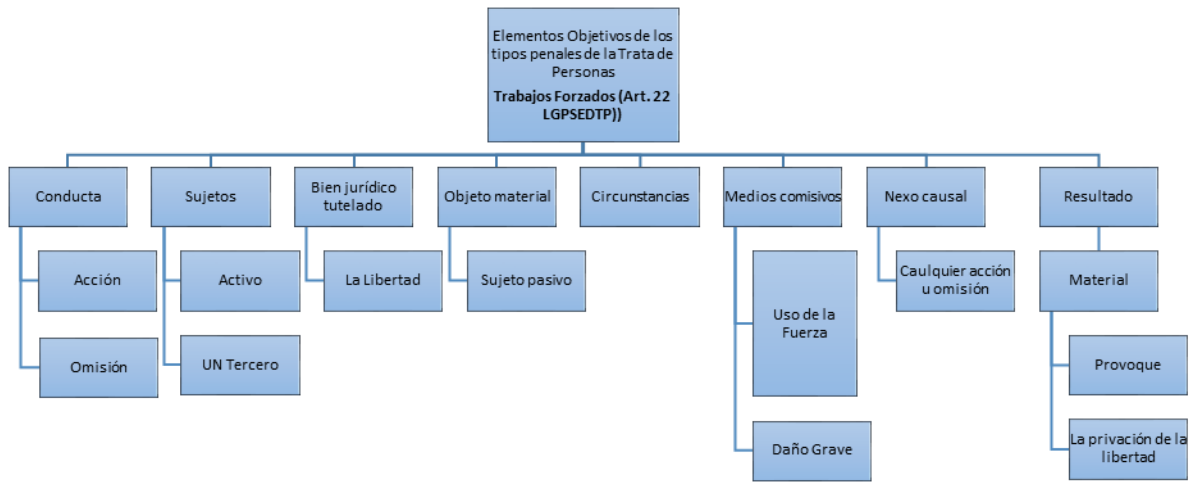 Elementos Objetivos de los
tipos penales de la Trata de
Personas
Trabajos Forzados (Art. 22
LGPSEDTP))
Conducta
Sujetos
Bien jurídico
tutelado
Objeto material
Circunstancias
Medios comisivos
Nexo causal
Resultado
Acción
Omisión
Activo
UN Tercero
La Libertad
Sujeto pasivo
Uso de la
Fuerza
Daño Grave
Caulquier acción
u omisión
Material
Provoque
La privación de la
libertad